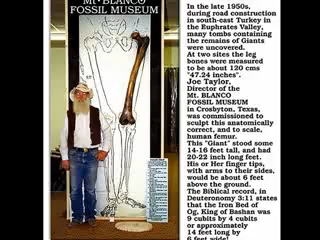 Mt. BLANCO
FOSSIL MUSEUM
In the late 1950s,
during road construction
in south-east Turkey in
the Euphrates Valley,
many tombs containing
the remains of Giants
were uncovered.
At two sites the leg
bones were measured
to be about 120 cms
"47.24 inches".
Joe Taylor,
Director of the
Mt. BLANCO
FOSSIL MUSEUM
in Crosbyton, Texas,
was commissioned to
sculpt this anatomically
correct, and to scale,
human femur.
This "Giant" stood some
14-16 feet tall, and had
20-22 inch long feet.
His or Her finger tips,
with arms to their sides,
would be about 6 feet
above the ground.
The Biblical record, in
Deuteronomy 3:11 states
that the Iron Bed of
Og, King of Bashan was
9 cubits by 4 cubits
or approximately
14 feet long by
6 feet wide!